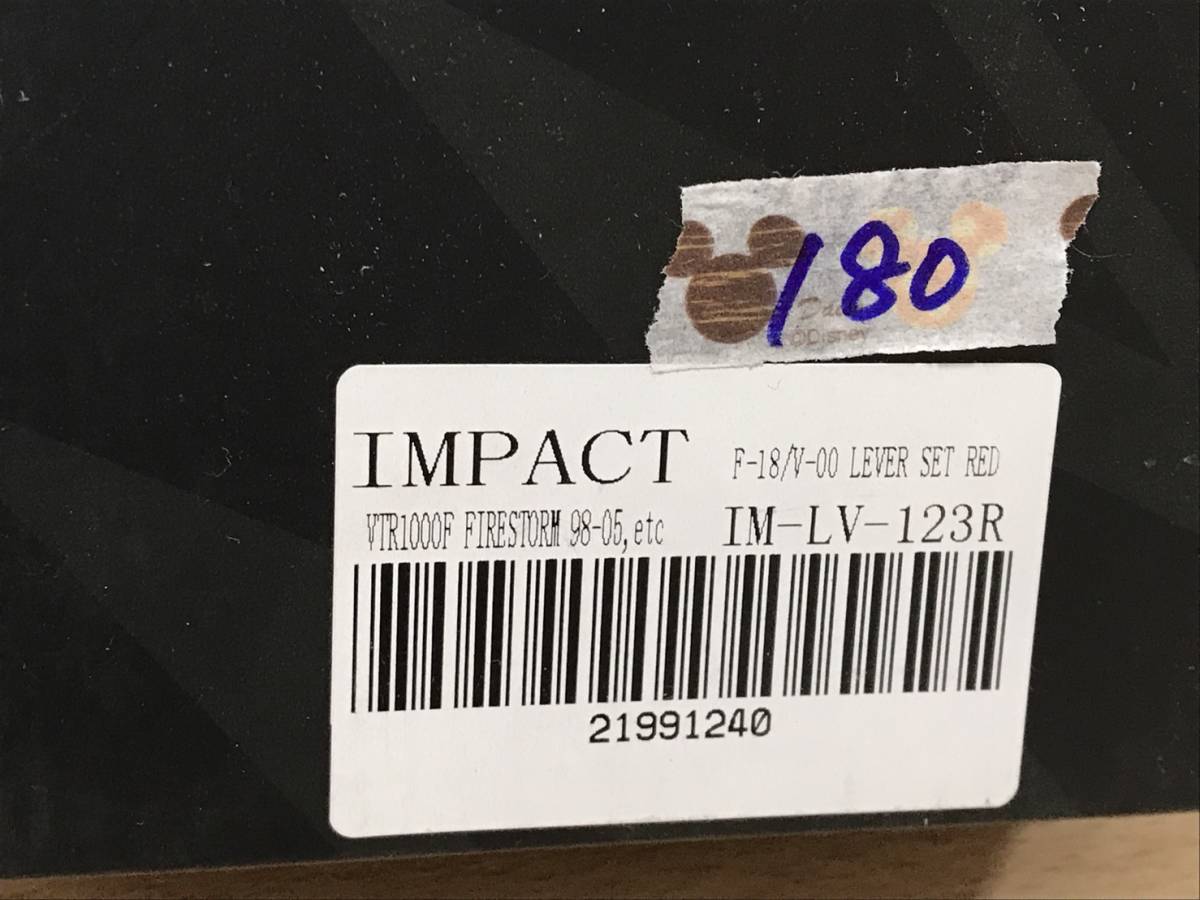 180
©Disney
IMPACT F-18/V-00 LEVER SET RED
VTR1000F FIRESTORM 98-05,etc IM-LV-123R
21991240